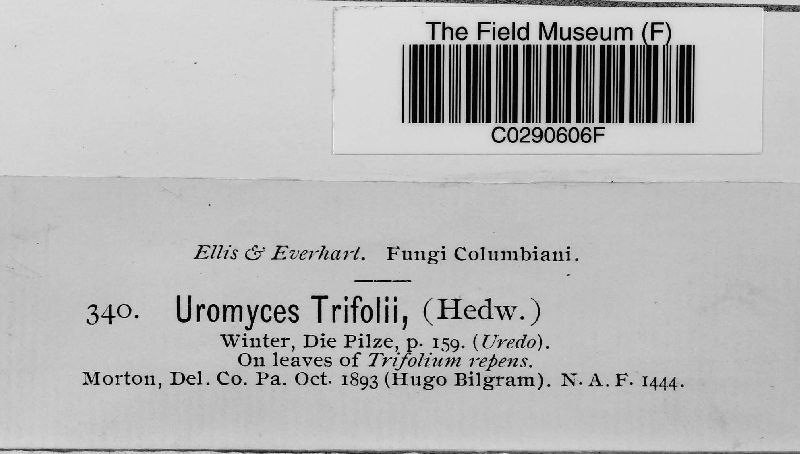 The Field Museum (F)
C0290606F
Ellis & Everhart. Fungi Columbiani.
340. Uromyces Trifolii, (Hedw.)
Winter, Die Pilze, p. 159. (Uredo).
On leaves of Trifolium repens.
Morton, Del. Co. Pa. Oct. 1893 (Hugo Bilgram). N. A. F. 1444.